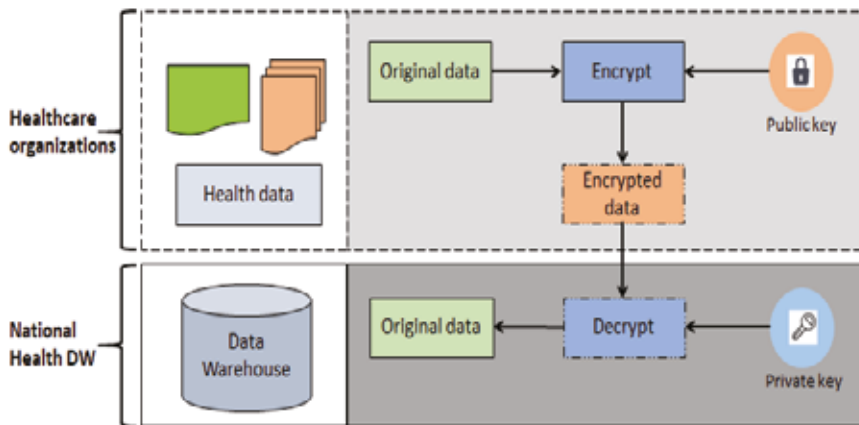 Healthcare
organizations
Health data
Original data
Encrypt
Public key
Encrypted
data
National
Health DW
Data
Warehouse
Original data
Decrypt
Private key